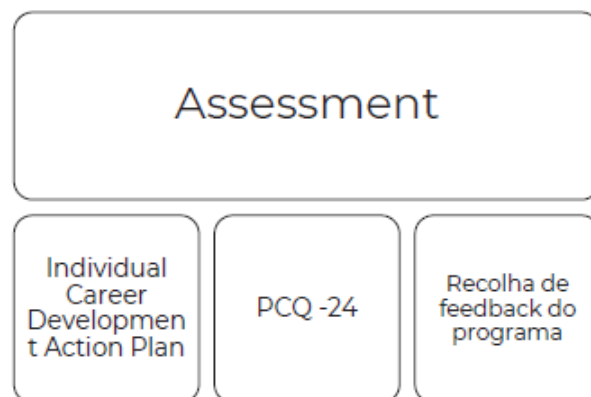 Assessment
Individual
Career
Developmen
t Action Plan
PCQ -24
Recolha de
feedback do
programa